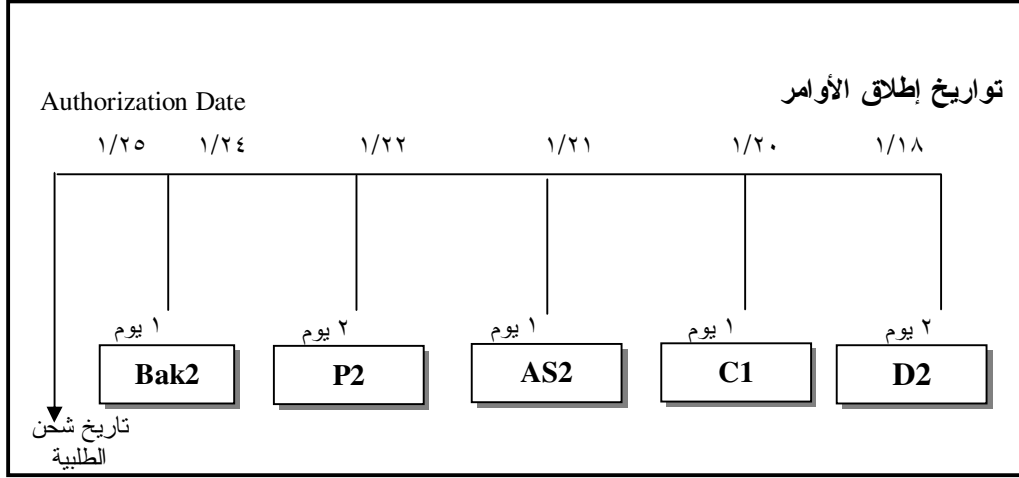 تواريخ إطلاق الأوامر
Authorization Date
١/١٨
١/٢٠
١/٢١
١/٢٢
١/٢٤
١/٢٥
٢ يوم
١ يوم
١ يوم
٢ يوم
١ يوم
D2
C1
AS2
P2
Bak2
تاريخ شحن
الطلبية